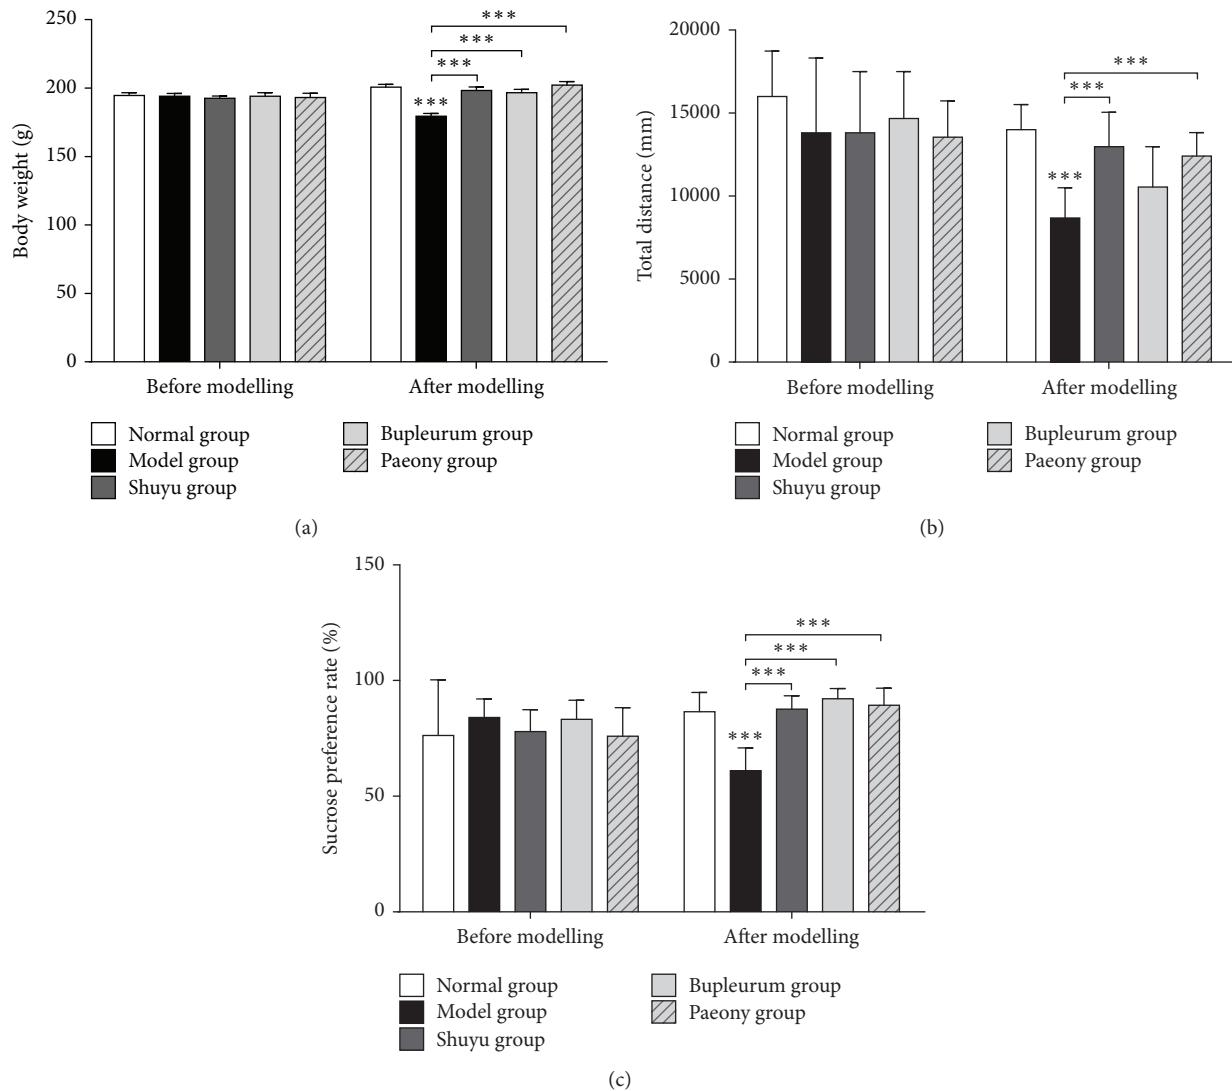 250
200
150
100
50
0
Body weight (g)
***
***
***
***
Before modelling
After modelling
Normal group
Model group
Shuyu group
Bupleurum group
Paeony group
(a)
20000
15000
10000
5000
0
Total distance (mm)
***
***
***
Before modelling
After modelling
Normal group
Model group
Shuyu group
Bupleurum group
Paeony group
(b)
150
100
50
0
Sucrose preference rate (%)
***
***
***
***
Before modelling
After modelling
Normal group
Model group
Shuyu group
Bupleurum group
Paeony group
(c)